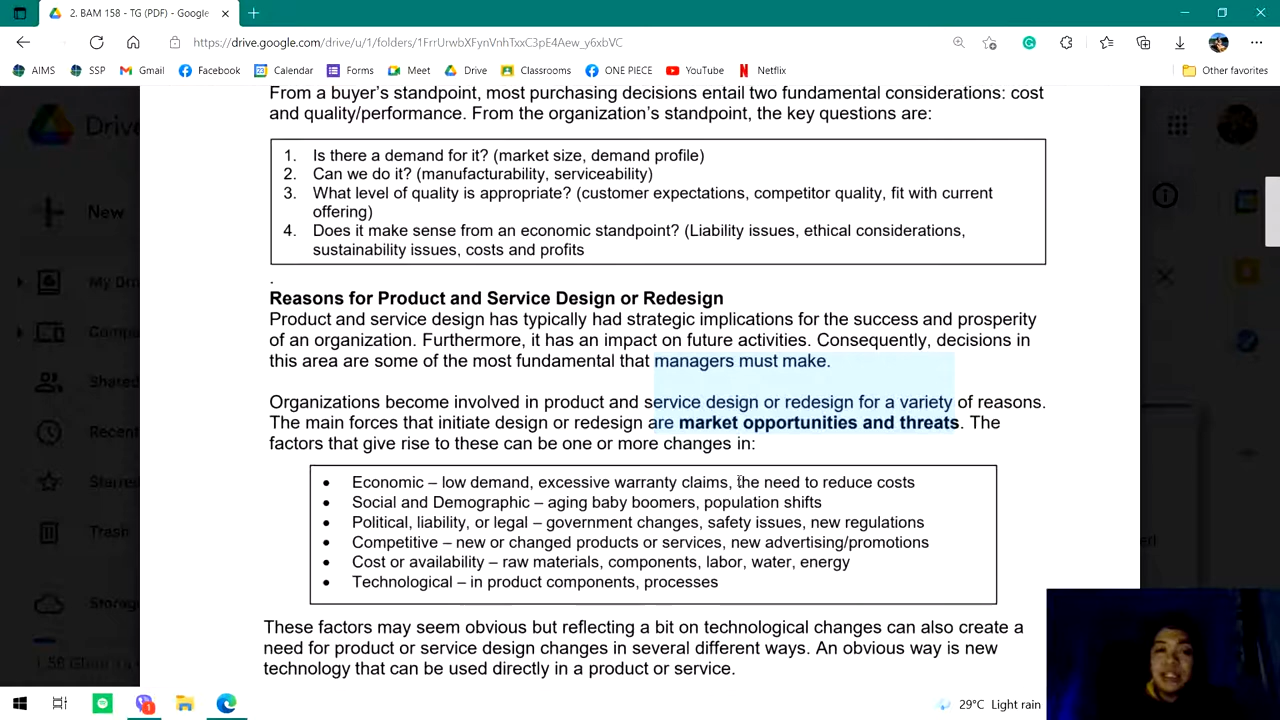 2. BAM 158 - TG (PDF) - Google
https://drive.google.com/drive/u/1/folders/1FrrUrwbXFynVnhTxxC3pE4Aew_y6xbVC
AIMS SSP Gmail Facebook Calendar Forms Meet Drive Classrooms ONE PIECE YouTube Netflix Other favorites
From a buyer's standpoint, most purchasing decisions entail two fundamental considerations: cost
and quality/performance. From the organization's standpoint, the key questions are:
1. Is there a demand for it? (market size, demand profile)
2. Can we do it? (manufacturability, serviceability)
3. What level of quality is appropriate? (customer expectations, competitor quality, fit with current
offering)
4. Does it make sense from an economic standpoint? (Liability issues, ethical considerations,
sustainability issues, costs and profits
.
Reasons for Product and Service Design or Redesign
Product and service design has typically had strategic implications for the success and prosperity
of an organization. Furthermore, it has an impact on future activities. Consequently, decisions in
this area are some of the most fundamental that managers must make.
Organizations become involved in product and service design or redesign for a variety of reasons.
The main forces that initiate design or redesign are market opportunities and threats. The
factors that give rise to these can be one or more changes in:
• Economic – low demand, excessive warranty claims, the need to reduce costs
• Social and Demographic – aging baby boomers, population shifts
• Political, liability, or legal – government changes, safety issues, new regulations
• Competitive – new or changed products or services, new advertising/promotions
• Cost or availability – raw materials, components, labor, water, energy
• Technological – in product components, processes
These factors may seem obvious but reflecting a bit on technological changes can also create a
need for product or service design changes in several different ways. An obvious way is new
technology that can be used directly in a product or service.
Drive
New
My Dr
Comp
Shared
Recent
Starre
Spam
Trash
Storag
29°C Light rain